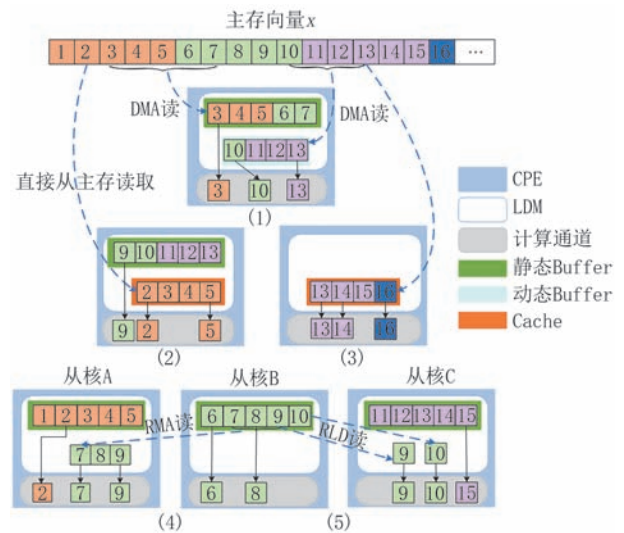 主存向量x
1 2 3 4 5 6 7 8 9 10 11 12 13 14 15 16 …
DMA读
3 4 5 6 7
DMA读
10 11 12 13
直接从主存读取
3 10 13
(1)
CPE
LDM
计算通道
静态Buffer
动态Buffer
Cache
9 10 11 12 13
2 3 4 5
9 2 5
(2)
13 14 15 16
13 14 16
(3)
从核A 从核B 从核C
1 2 3 4 5
RMA读
6 7 8 9 10
RLD读
11 12 13 14 15
7 8 9
9 10
2 7 9
6 8
9 10 15
(4) (5)